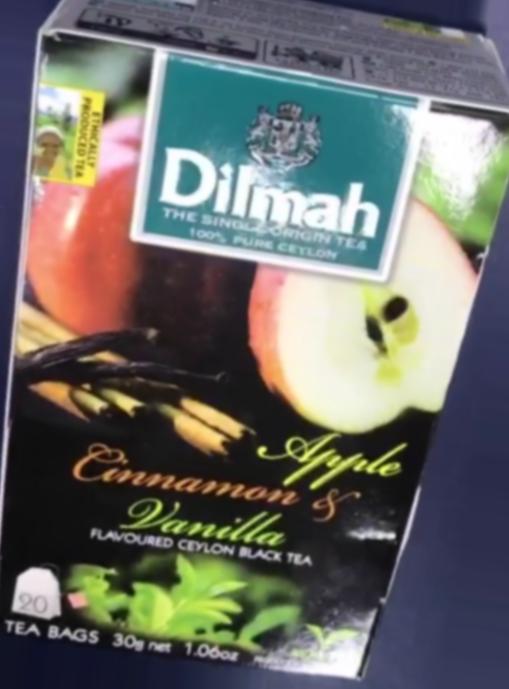 ETHICALLY
PRODUCED TEA
Dilmah
THE SINGLE ORIGIN TEA
100% PURE CEYLON
Apple
Cinnamon &
Vanilla
FLAVOURED CEYLON BLACK TEA
20
TEA BAGS 30g net 1.06oz